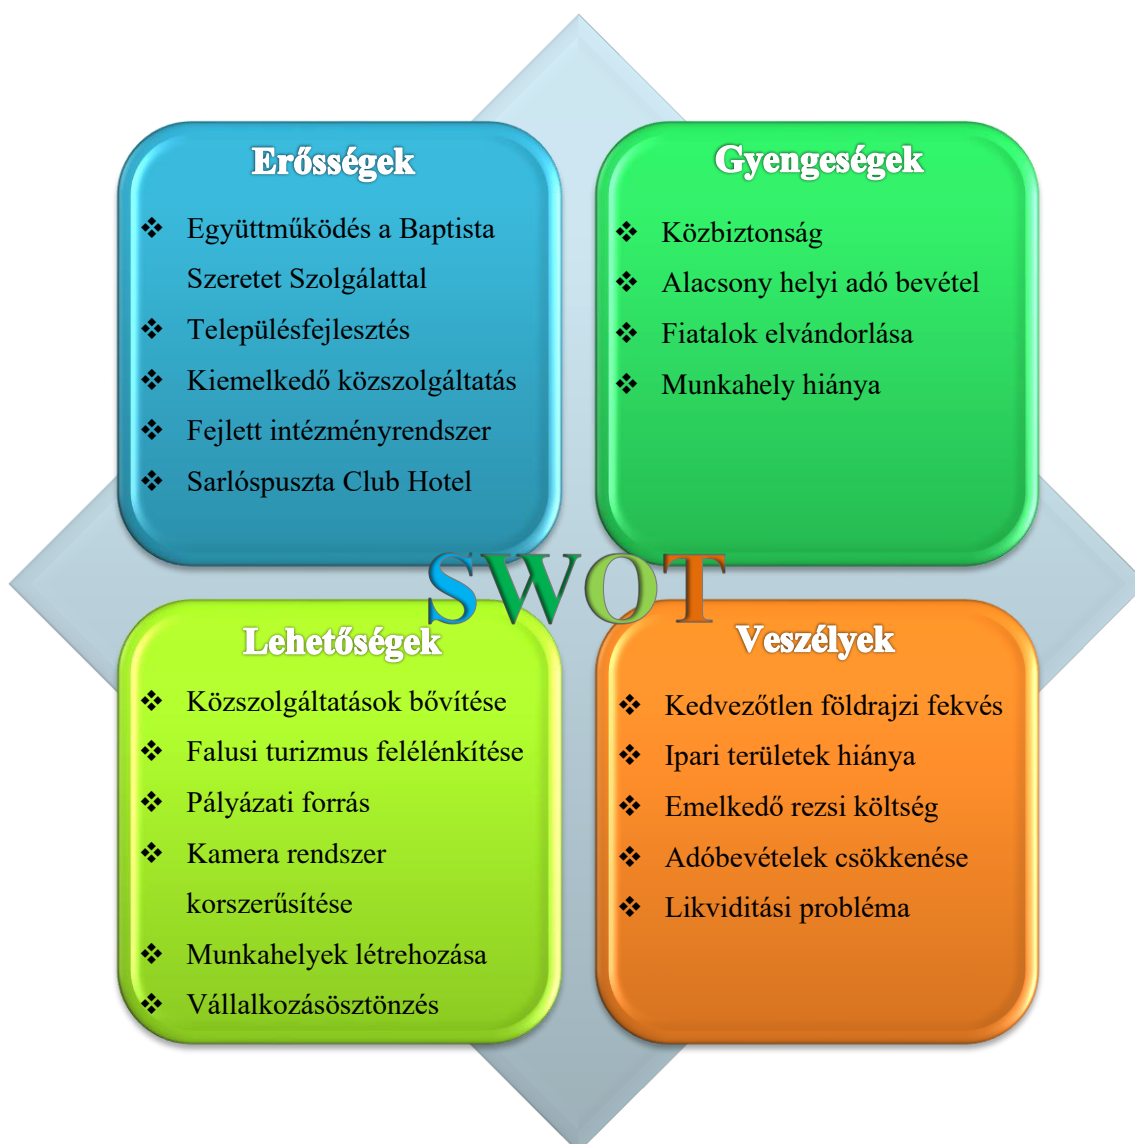 Erősségek
❖ Együttműködés a Baptista
Szeretet Szolgálattal
❖ Településfejlesztés
❖ Kiemelkedő közszolgáltatás
❖ Fejlett intézményrendszer
❖ Sarlóspuszta Club Hotel
Gyengeségek
❖ Közbiztonság
❖ Alacsony helyi adó bevétel
❖ Fiatalok elvándorlása
❖ Munkahely hiánya
SWOT
Lehetőségek
❖ Közszolgáltatások bővítése
❖ Falusi turizmus felélénkítése
❖ Pályázati forrás
❖ Kamera rendszer
korszerűsítése
❖ Munkahelyek létrehozása
❖ Vállalkozásösztönzés
Veszélyek
❖ Kedvezőtlen földrajzi fekvés
❖ Ipari területek hiánya
❖ Emelkedő rezsi költség
❖ Adóbevételek csökkenése
❖ Likviditási probléma